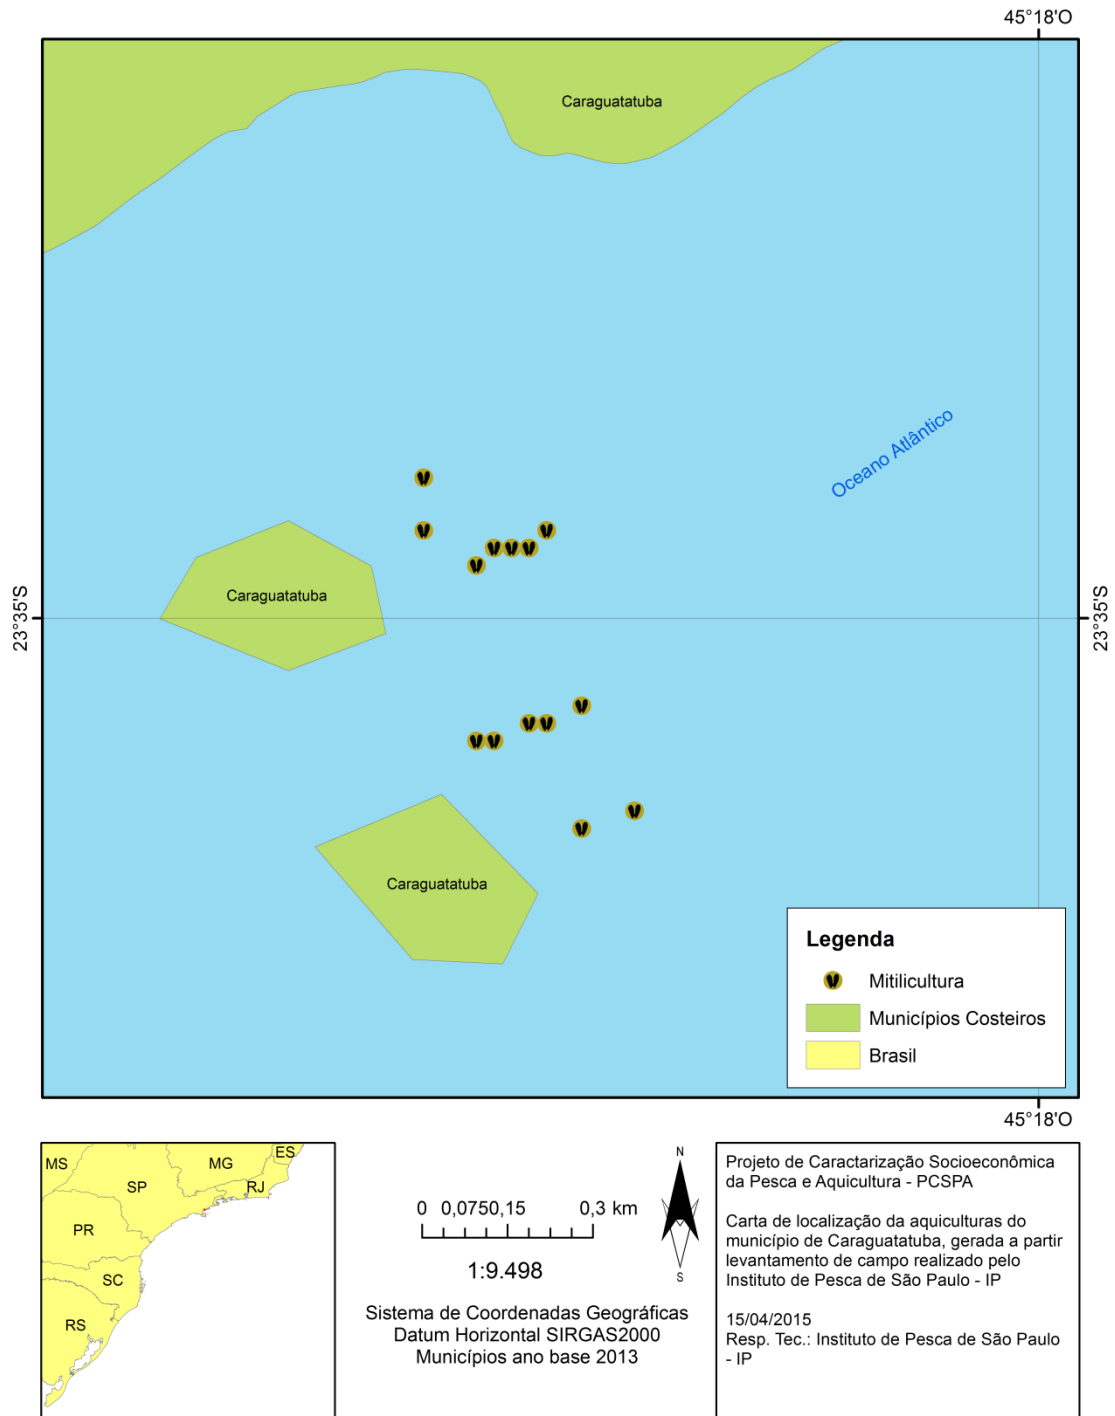 45°18'O
Caraguatatuba
Oceano Atlântico
Caraguatatuba
23°35'S
23°35'S
Caraguatatuba
Legenda
Mitilicultura
Municípios Costeiros
Brasil
45°18'O
MS
SP
MG
ES
RJ
PR
SC
RS
0 0,0750,15 0,3 km
1:9.498
Sistema de Coordenadas Geográficas
Datum Horizontal SIRGAS2000
Municípios ano base 2013
N
S
Projeto de Caractarização Socioeconômica
da Pesca e Aquicultura - PCSPA
Carta de localização da aquiculturas do
município de Caraguatatuba, gerada a partir
levantamento de campo realizado pelo
Instituto de Pesca de São Paulo - IP
15/04/2015
Resp. Tec.: Instituto de Pesca de São Paulo
- IP